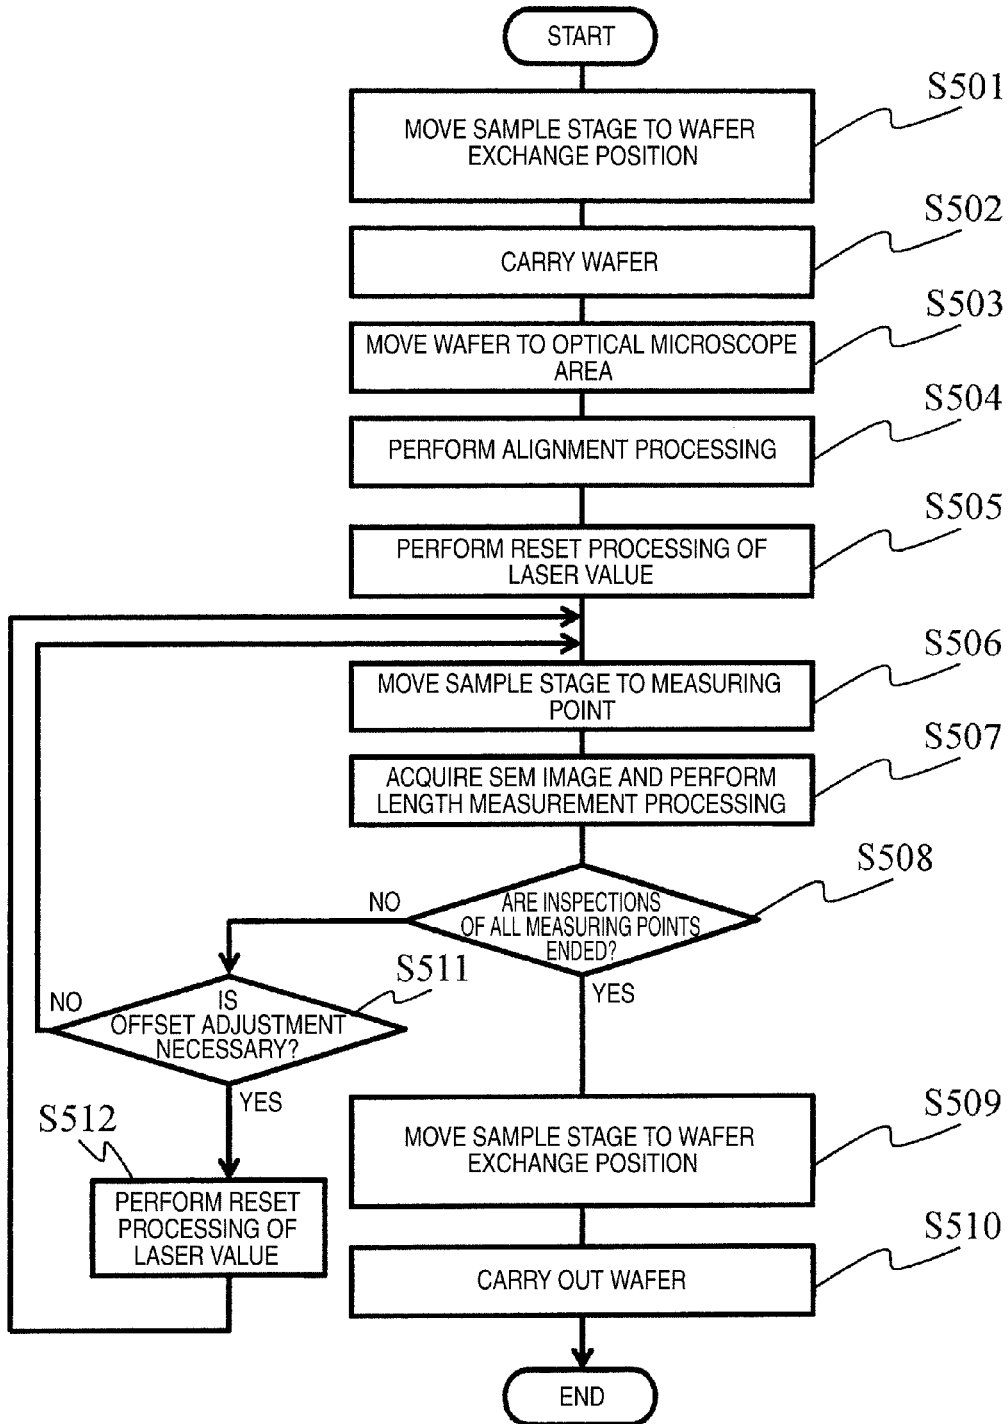 START
S501
MOVE SAMPLE STAGE TO WAFER
EXCHANGE POSITION
S502
CARRY WAFER
S503
MOVE WAFER TO OPTICAL MICROSCOPE
AREA
S504
PERFORM ALIGNMENT PROCESSING
S505
PERFORM RESET PROCESSING OF
LASER VALUE
S506
MOVE SAMPLE STAGE TO MEASURING
POINT
S507
ACQUIRE SEM IMAGE AND PERFORM
LENGTH MEASUREMENT PROCESSING
S508
ARE INSPECTIONS
OF ALL MEASURING POINTS
ENDED?
NO
YES
S511
IS
OFFSET ADJUSTMENT
NECESSARY?
NO
YES
S512
PERFORM RESET
PROCESSING OF
LASER VALUE
S509
MOVE SAMPLE STAGE TO WAFER
EXCHANGE POSITION
S510
CARRY OUT WAFER
END